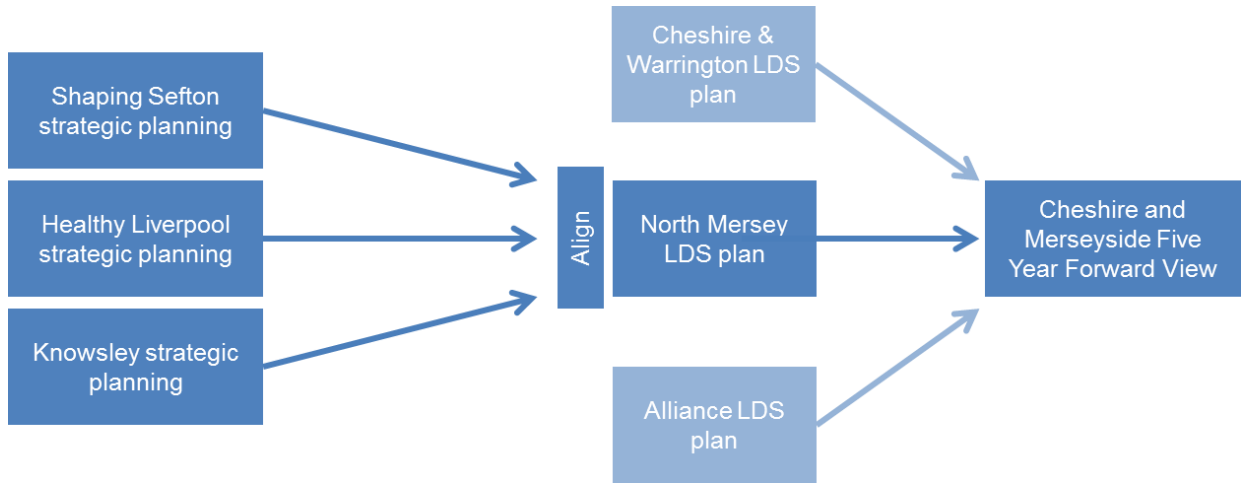 Shaping Sefton
strategic planning
Healthy Liverpool
strategic planning
Knowsley strategic
planning
Align
Cheshire &
Warrington LDS
plan
North Mersey
LDS plan
Alliance LDS
plan
Cheshire and
Merseyside Five
Year Forward View